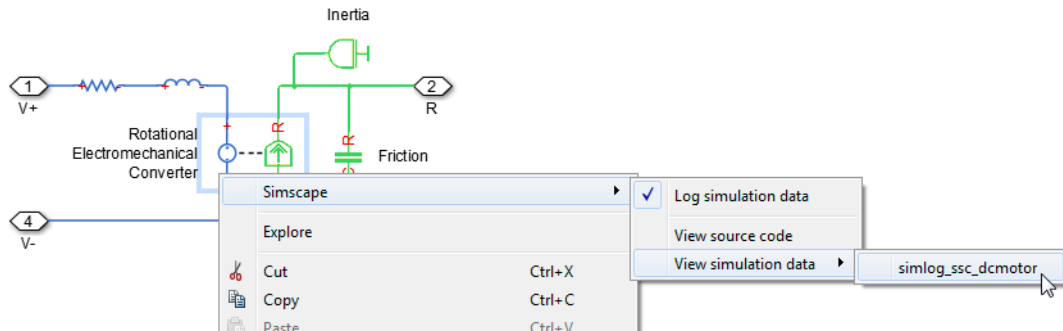 Inertia
1
V+
+
+
2
R
Rotational
Electromechanical
Converter
+
R
R
Friction
Simscape
Log simulation data
Explore
View source code
View simulation data
simlog_ssc_dcmotor
4
V-
Cut Ctrl+X
Copy Ctrl+C
Paste Ctrl+V